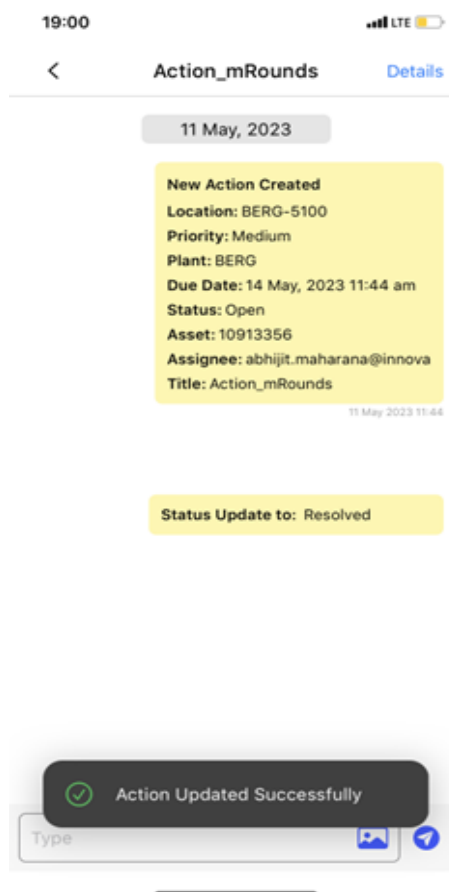 19:00
LTE
Action_mRounds
Details
11 May, 2023
New Action Created
Location: BERG-5100
Priority: Medium
Plant: BERG
Due Date: 14 May, 2023 11:44 am
Status: Open
Asset: 10913356
Assignee: abhijit.maharana@innova
Title: Action_mRounds
11 May 2023 11:44
Status Update to: Resolved
Action Updated Successfully
Type